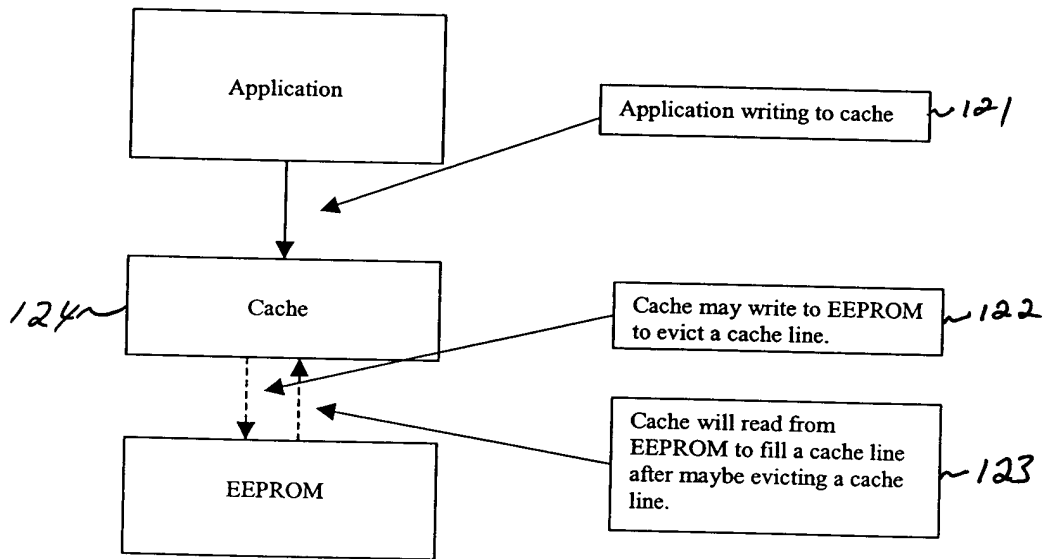 Application
Application writing to cache
121
Cache
124
Cache may write to EEPROM
to evict a cache line.
122
Cache will read from
EEPROM to fill a cache line
after maybe evicting a cache
line.
123
EEPROM